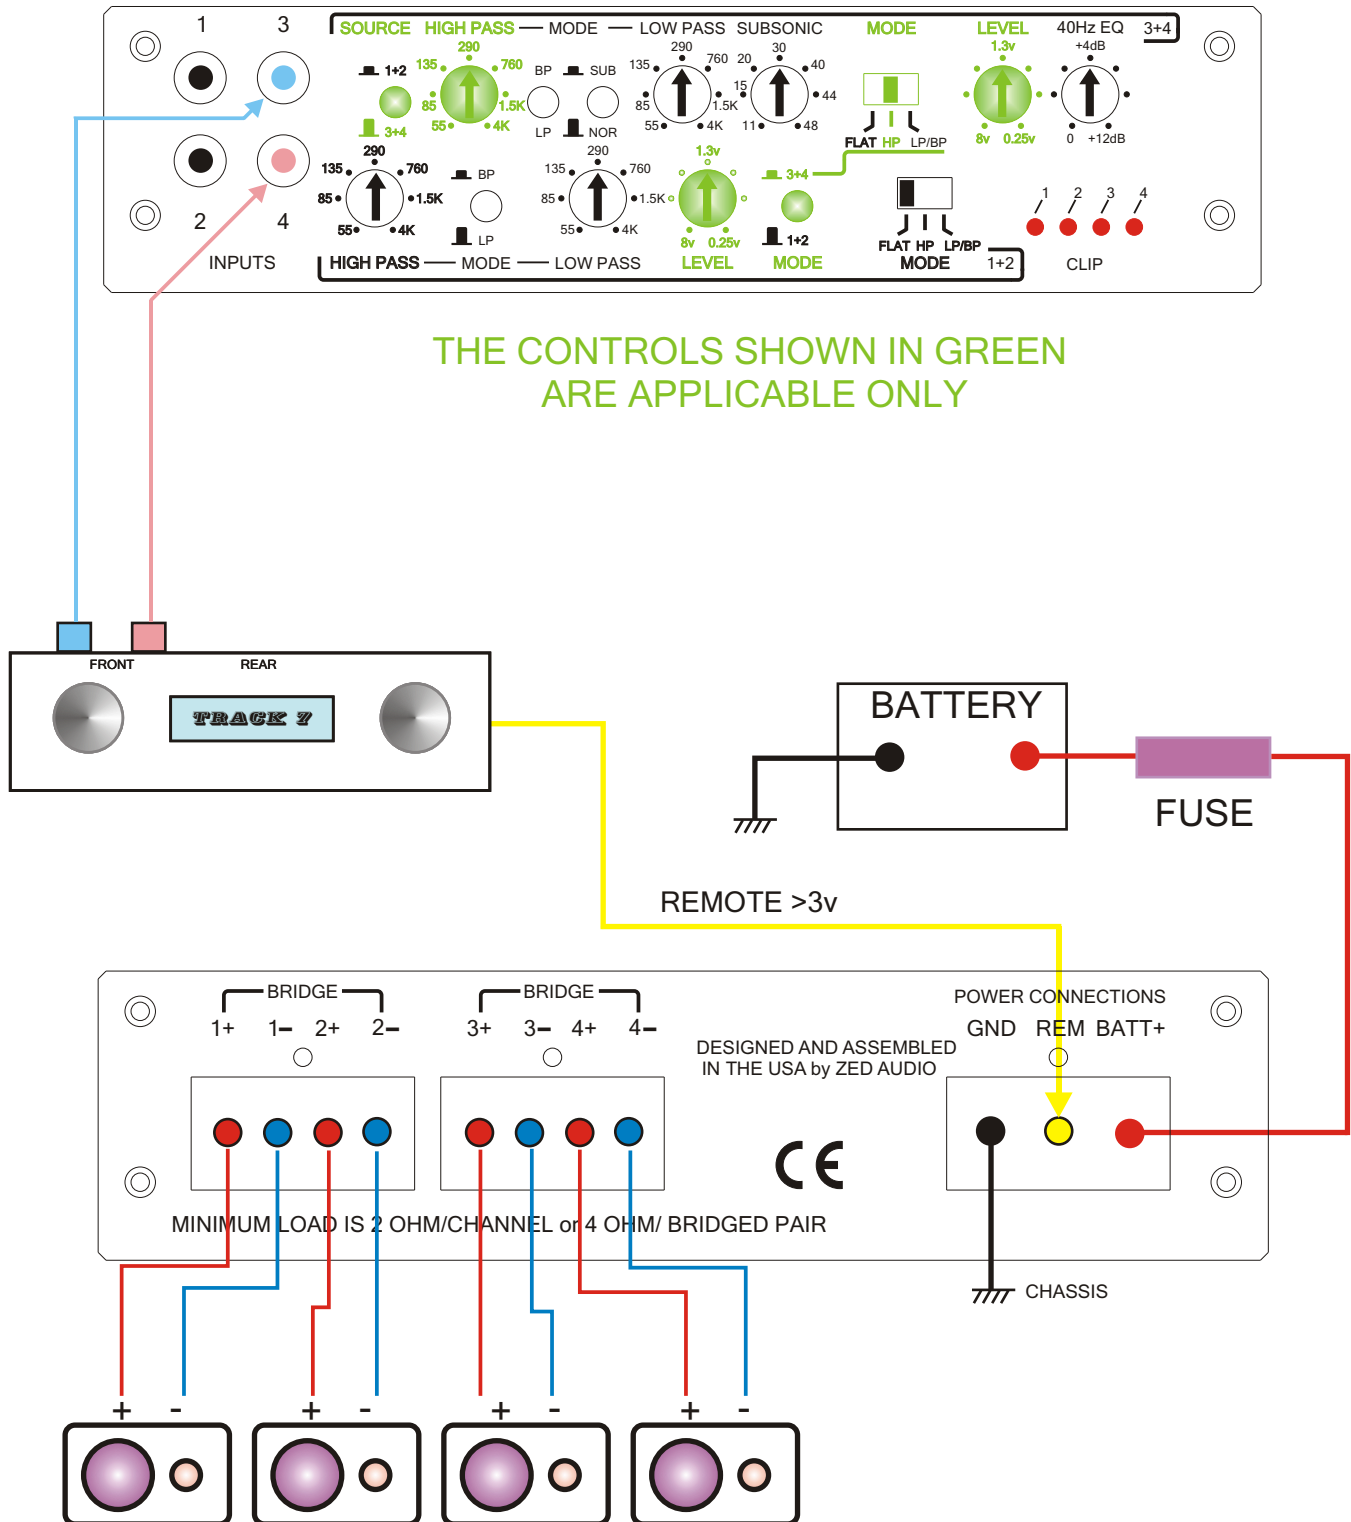 1 3
SOURCE HIGH PASS MODE LOW PASS SUBSONIC MODE LEVEL 40Hz EQ 3+4
1+2
3+4
290
135 760
85 1.5K
55 4K
BP SUB
LP NOR
290
135 760
85 1.5K
55 4K
30
20 40
15 44
11 48
FLAT HP LP/BP
1.3v
8v 0.25v
+4dB
0 +12dB
2 4
INPUTS
290
135 760
85 1.5K
55 4K
BP
LP
290
135 760
85 1.5K
55 4K
1.3v
8v 0.25v
3+4
1+2
FLAT HP LP/BP
1 2 3 4
HIGH PASS MODE LOW PASS LEVEL MODE MODE 1+2 CLIP
THE CONTROLS SHOWN IN GREEN
ARE APPLICABLE ONLY
FRONT REAR
TRACK 7
BATTERY
FUSE
REMOTE >3v
BRIDGE BRIDGE
1+ 1- 2+ 2- 3+ 3- 4+ 4-
POWER CONNECTIONS
GND REM BATT+
DESIGNED AND ASSEMBLED
IN THE USA by ZED AUDIO
CE
MINIMUM LOAD IS 2 OHM/CHANNEL or 4 OHM/ BRIDGED PAIR
CHASSIS
+ - + - + - + -